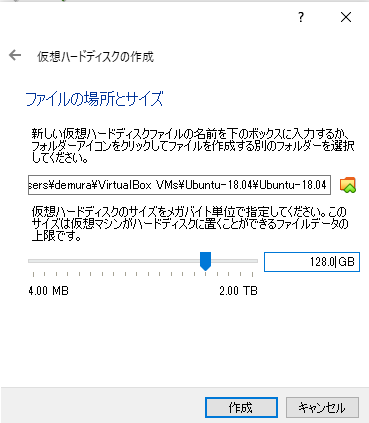 ?
仮想ハードディスクの作成
ファイルの場所とサイズ
新しい仮想ハードディスクファイルの名前を下のボックスに入力するか、
フォルダーアイコンをクリックしてファイルを作成する別のフォルダーを選択
してください。
sers¥demura¥VirtualBox VMs¥Ubuntu-18.04¥Ubuntu-18.04
仮想ハードディスクのサイズをメガバイト単位で指定してください。この
サイズは仮想マシンがハードディスクに置くことができるファイルデータの
上限です。
128.0 GB
4.00 MB 2.00 TB
作成 キャンセル